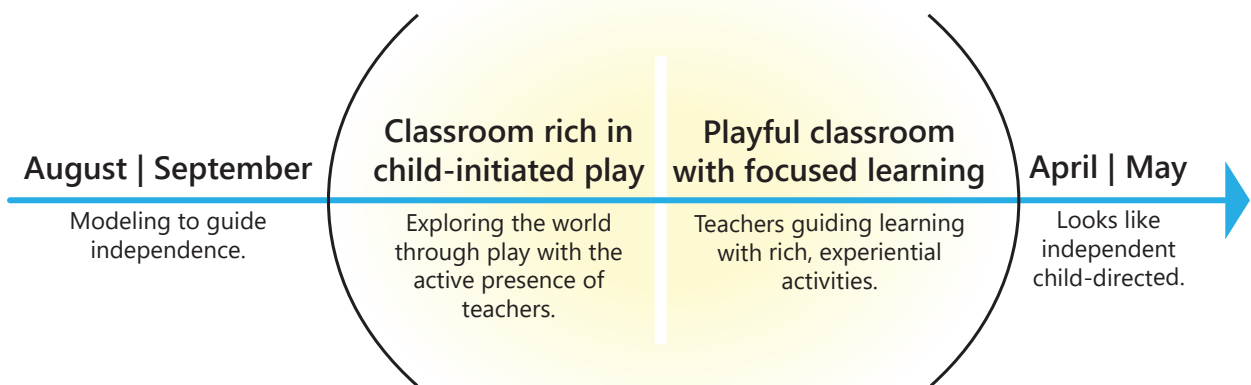 August | September
Modeling to guide
independence.
Classroom rich in
child-initiated play
Exploring the world
through play with the
active presence of
teachers.
Playful classroom
with focused learning
Teachers guiding learning
with rich, experiential
activities.
April | May
Looks like
independent
child-directed.